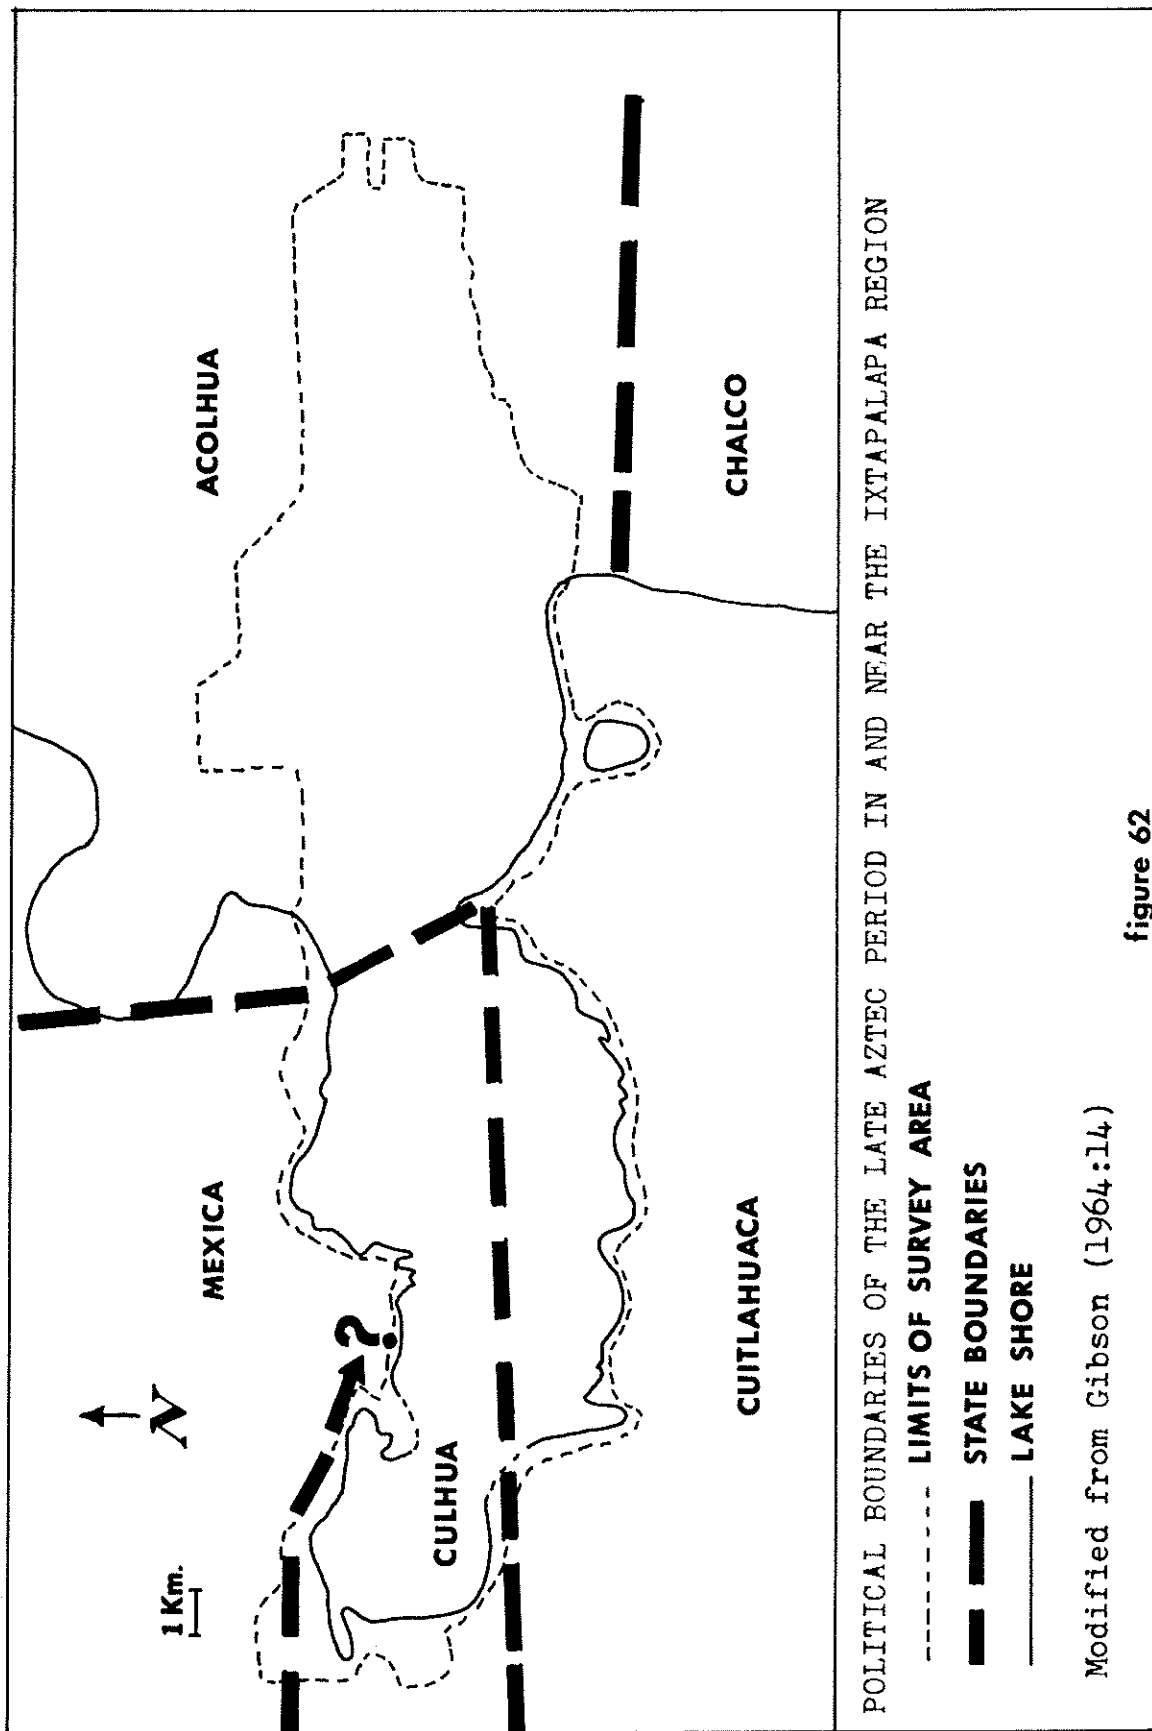 1 Km.
N
MEXICA
ACOLHUA
?
CULHUA
CUITLAHUACA
CHALCO
POLITICAL BOUNDARIES OF THE LATE AZTEC PERIOD IN AND NEAR THE IXTAPALAPA REGION
LIMITS OF SURVEY AREA
STATE BOUNDARIES
LAKE SHORE
Modified from Gibson (1964:14)
figure 62